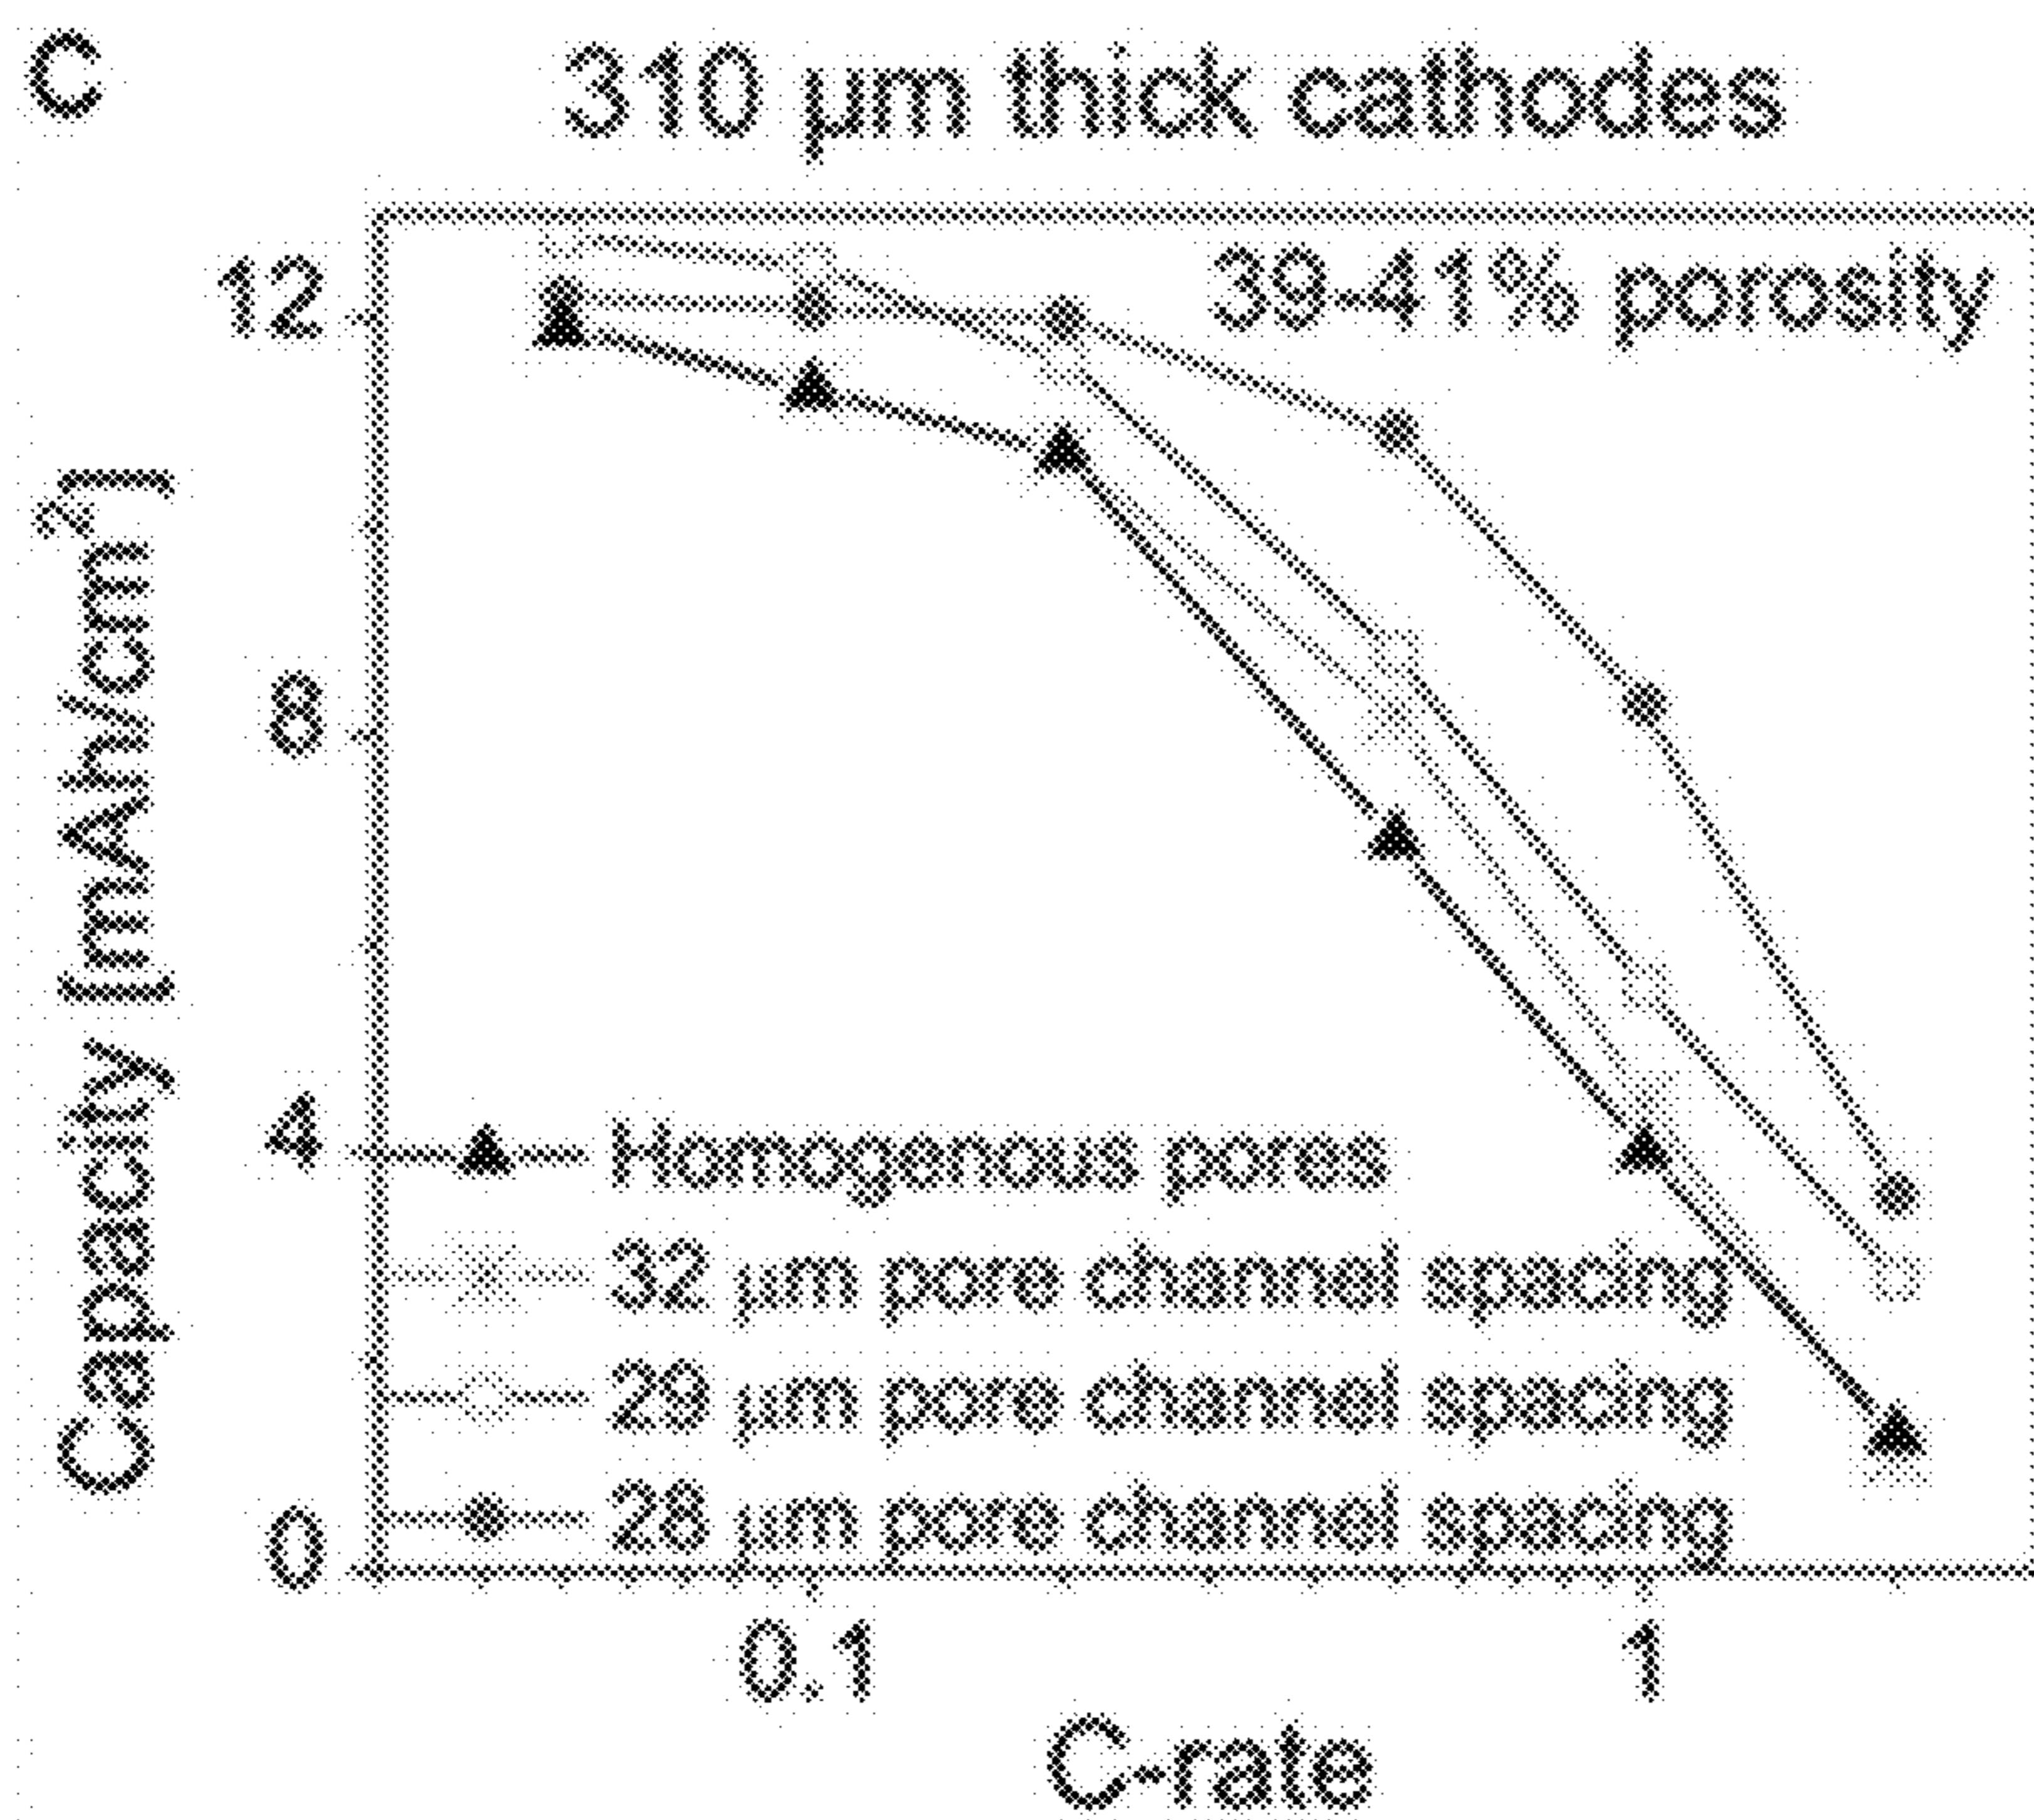 C
310 µm thick cathodes
39-41% porosity
Capacity [mAh/cm²]
12
8
4
0
Homogenous pores
32 µm pore channel spacing
29 µm pore channel spacing
28 µm pore channel spacing
0.1
1
C-rate